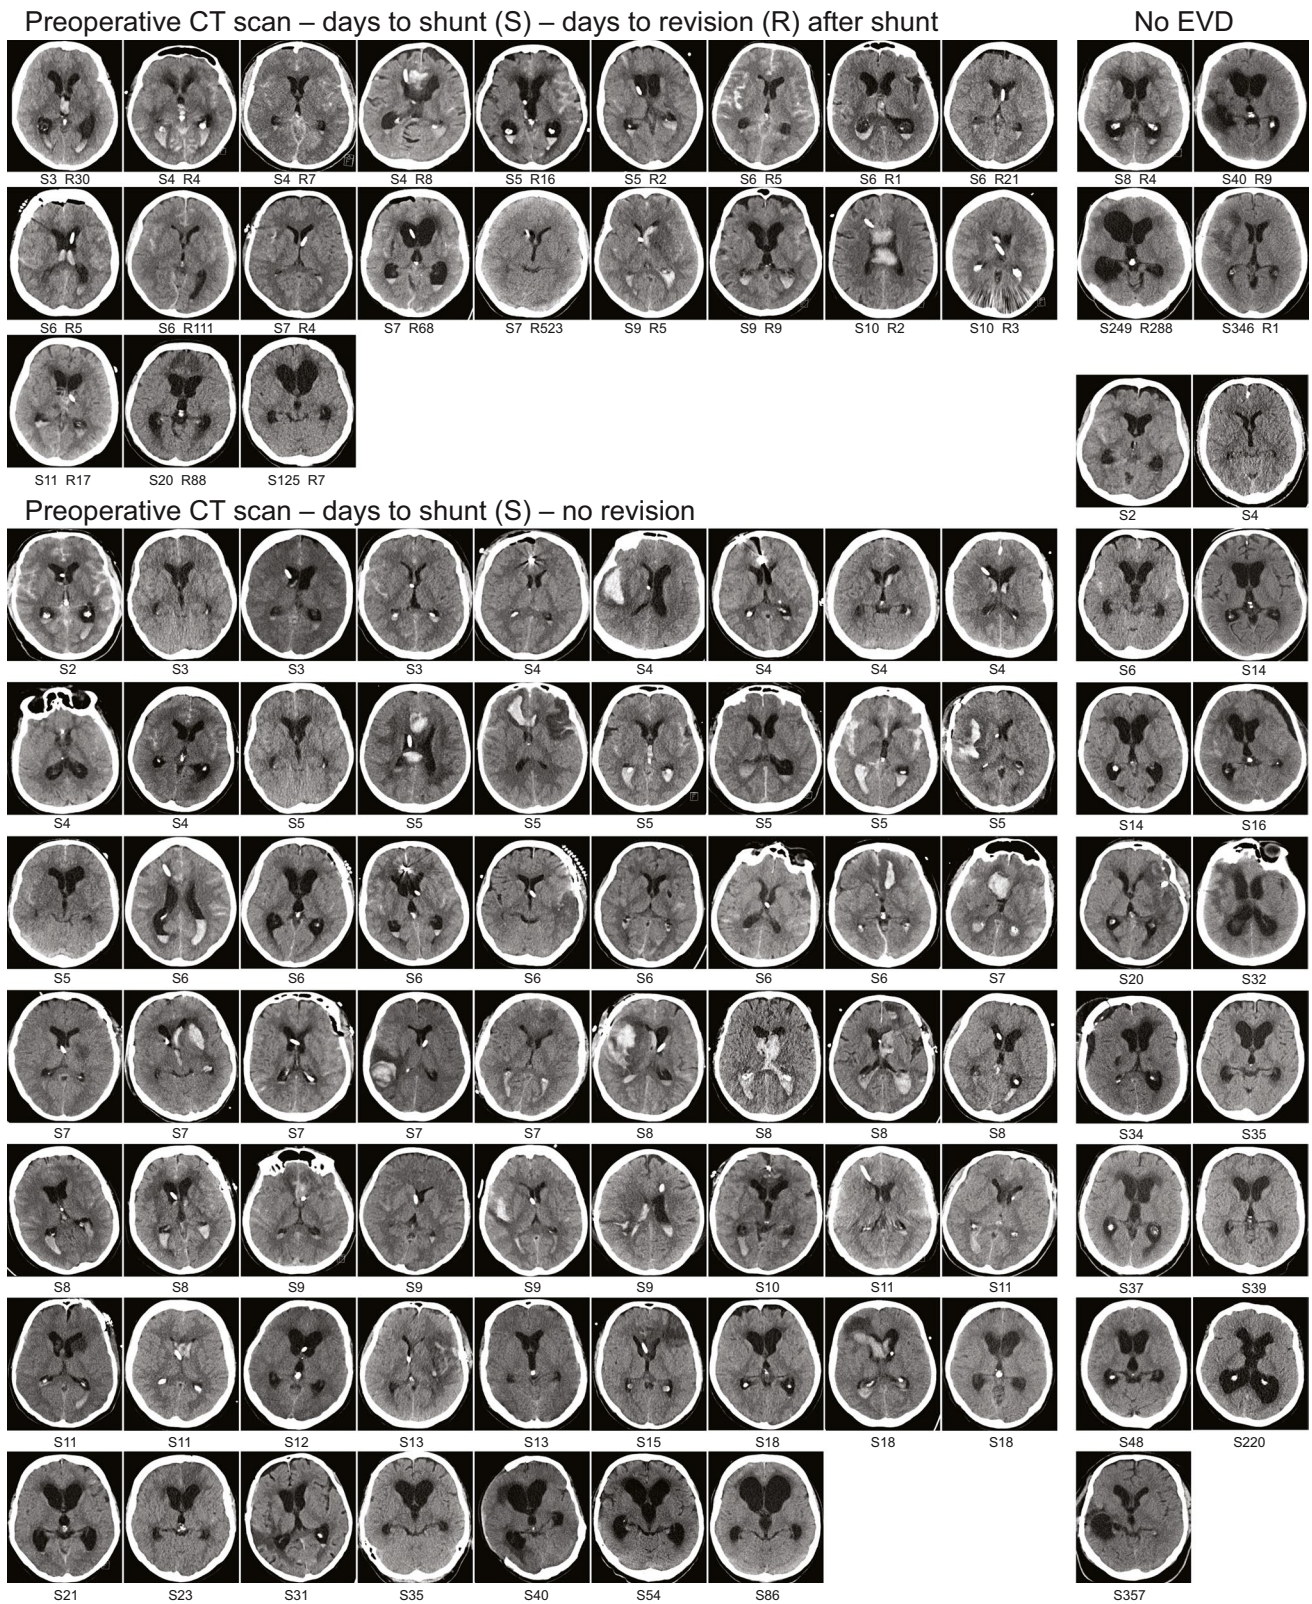 Preoperative CT scan – days to shunt (S) – days to revision (R) after shunt
No EVD
S3 R30 S4 R4 S4 R7 S4 R8 S5 R16 S5 R2 S6 R5 S6 R1 S6 R21 S8 R4 S40 R9
S6 R5 S6 R111 S7 R4 S7 R68 S7 R523 S9 R5 S9 R9 S10 R2 S10 R3 S249 R288 S346 R1
S11 R17 S20 R88 S125 R7
S2 S4
Preoperative CT scan – days to shunt (S) – no revision
S2 S3 S3 S3 S4 S4 S4 S4 S4 S6 S14
S4 S4 S5 S5 S5 S5 S5 S5 S5 S14 S16
S5 S6 S6 S6 S6 S6 S6 S6 S7 S20 S32
S7 S7 S7 S7 S7 S8 S8 S8 S8 S34 S35
S8 S8 S9 S9 S9 S9 S10 S11 S11 S37 S39
S11 S11 S12 S13 S13 S15 S18 S18 S18 S48 S220
S21 S23 S31 S35 S40 S54 S86 S357